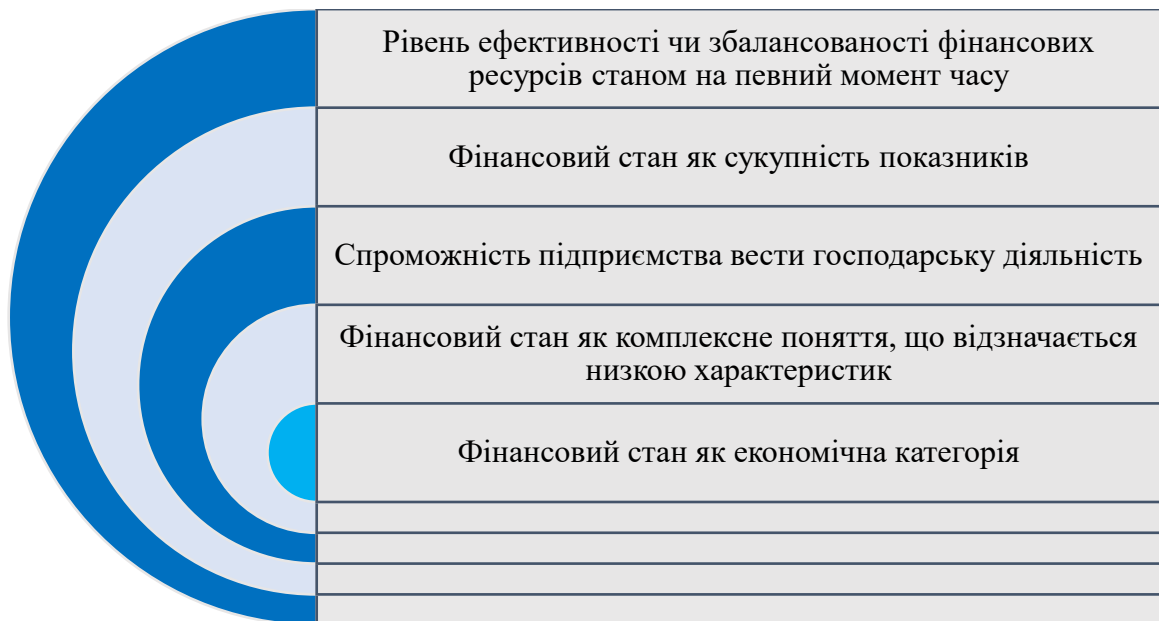 Рівень ефективності чи збалансованості фінансових
ресурсів станом на певний момент часу
Фінансовий стан як сукупність показників
Спроможність підприємства вести господарську діяльність
Фінансовий стан як комплексне поняття, що відзначається
низкою характеристик
Фінансовий стан як економічна категорія